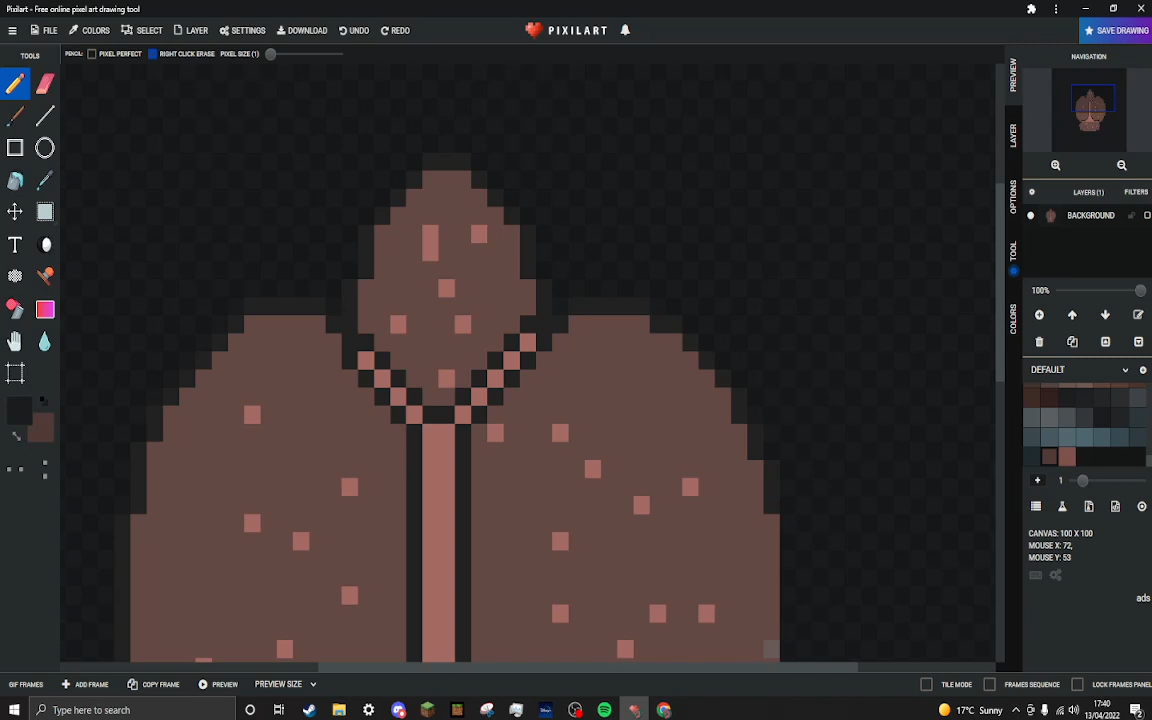 Pixilart - Free online pixel art drawing tool
FILE COLORS SELECT LAYER SETTINGS DOWNLOAD UNDO REDO PIXILART SAVE DRAWING
TOOLS PENCIL: PIXEL PERFECT RIGHT CLICK ERASE PIXEL SIZE (1)
NAVIGATION
PREVIEW
LAYER
OPTIONS
TOOL
COLORS
LAYERS (1) FILTERS
BACKGROUND
100%
DEFAULT
1
CANVAS: 100 X 100
MOUSE X: 72,
MOUSE Y: 53
ads
GIF FRAMES ADD FRAME COPY FRAME PREVIEW PREVIEW SIZE TILE MODE FRAMES SEQUENCE LOCK FRAMES PANEL
Type here to search
17°C Sunny
17:40
13/04/2022